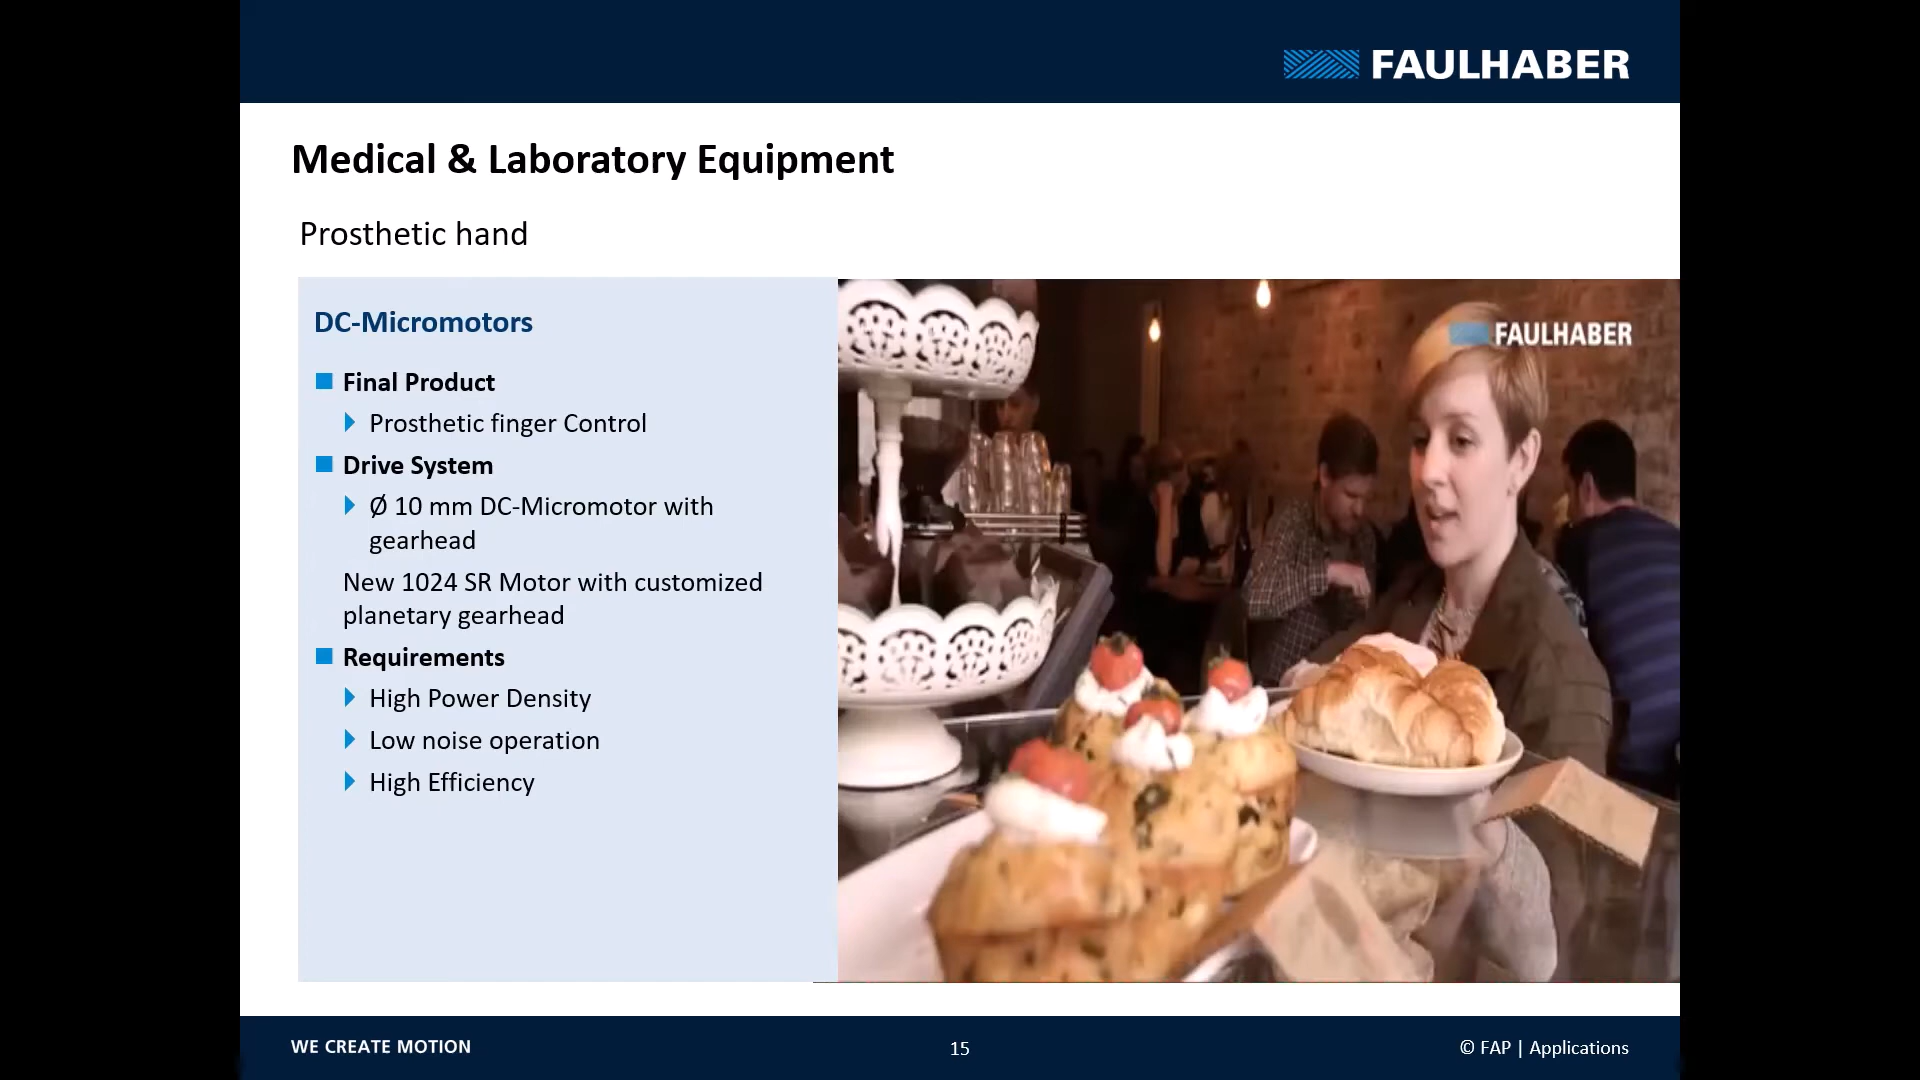 FAULHABER
Medical & Laboratory Equipment
Prosthetic hand
DC-Micromotors
Final Product
Prosthetic finger Control
Drive System
Ø 10 mm DC-Micromotor with
gearhead
New 1024 SR Motor with customized
planetary gearhead
Requirements
High Power Density
Low noise operation
High Efficiency
FAULHABER
WE CREATE MOTION
15
© FAP | Applications